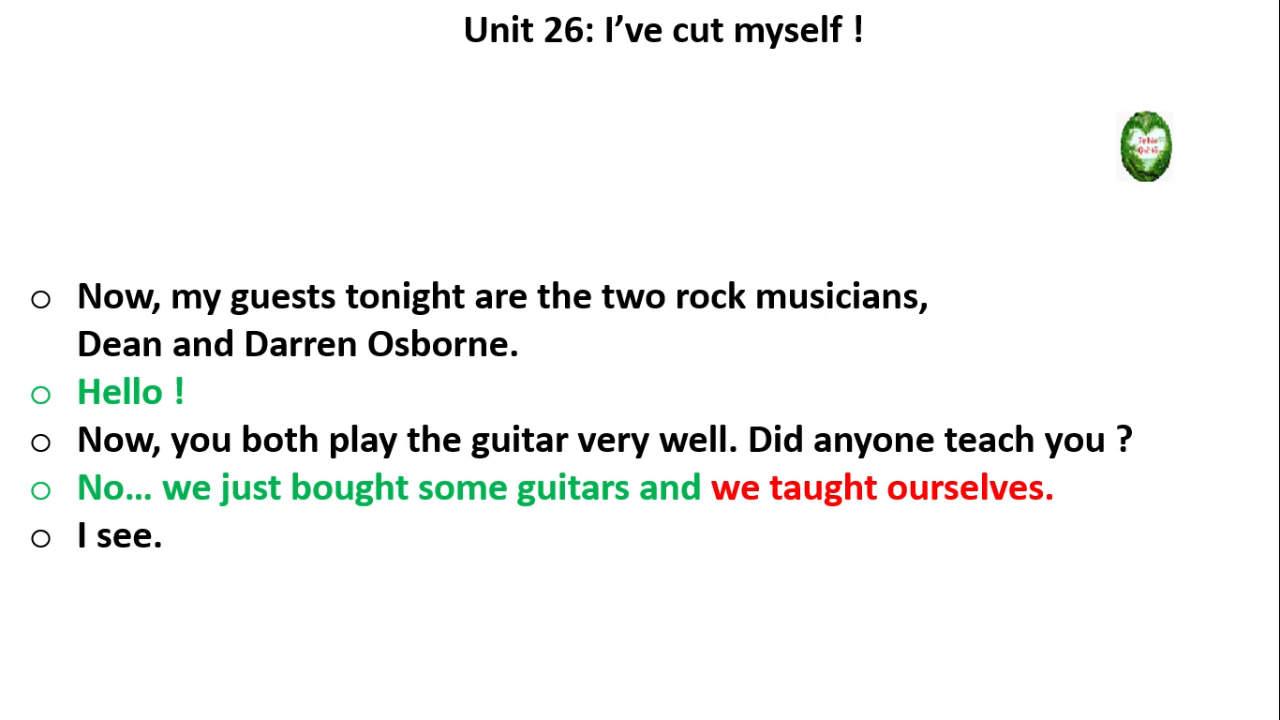 Unit 26: I’ve cut myself !
Now, my guests tonight are the two rock musicians,
Dean and Darren Osborne.
Hello !
Now, you both play the guitar very well. Did anyone teach you ?
No... we just bought some guitars and we taught ourselves.
I see.